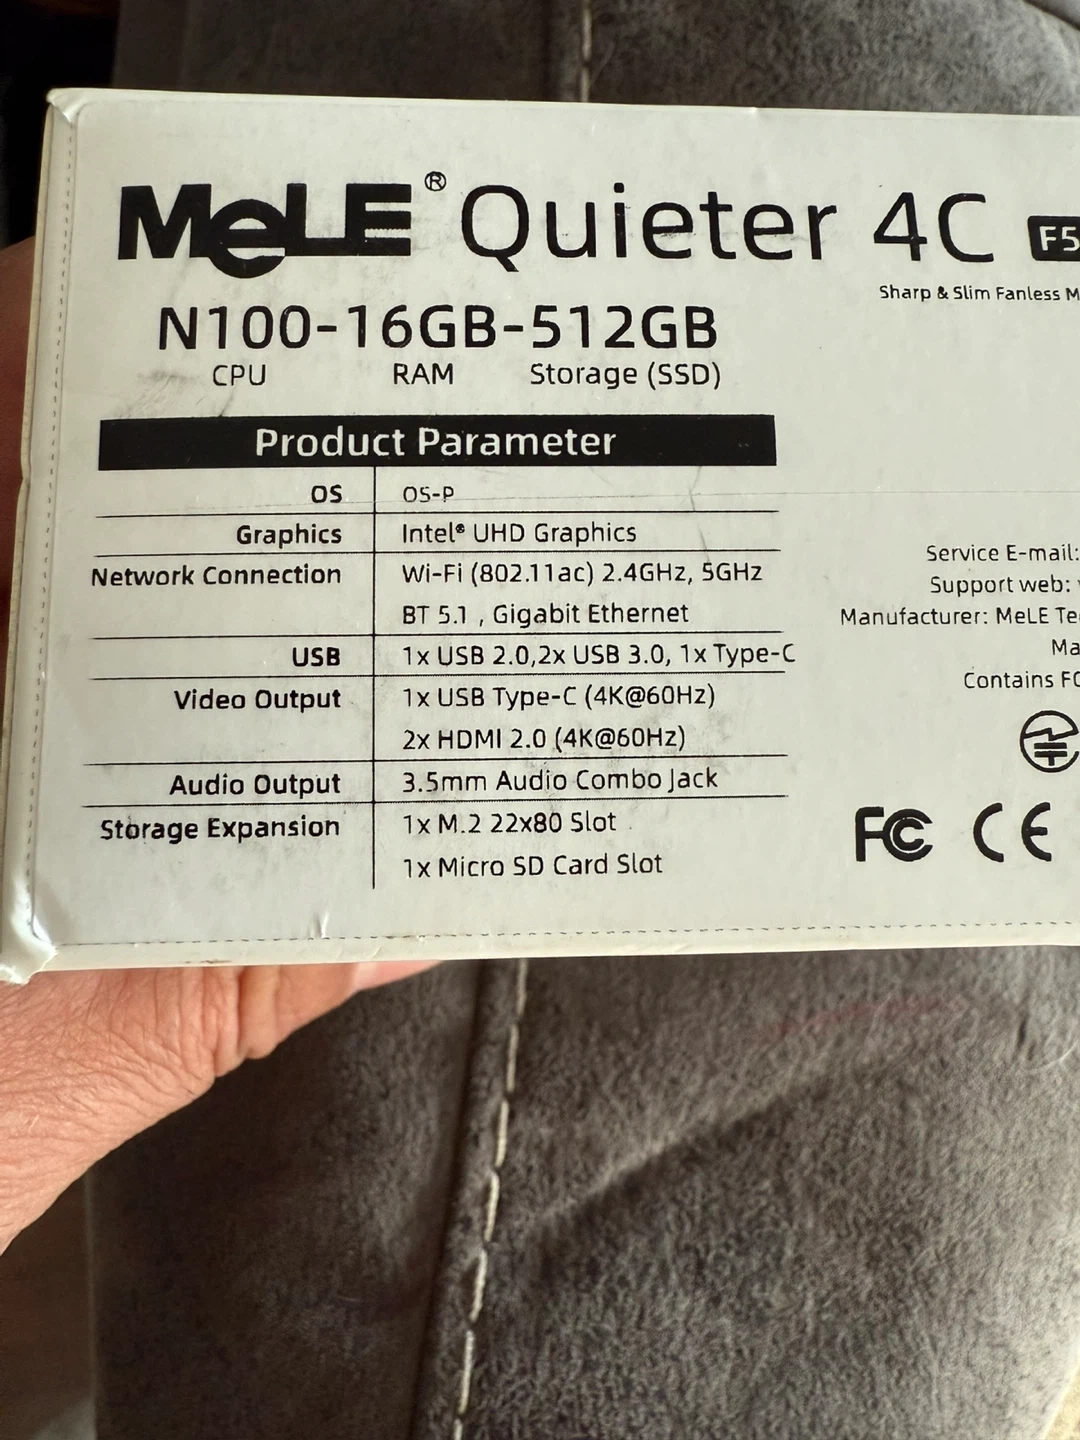 MeLE® Quieter 4C F5
Sharp & Slim Fanless M
N100-16GB-512GB
CPU RAM Storage (SSD)
Product Parameter
OS OS-P
Graphics Intel® UHD Graphics
Network Connection Wi-Fi (802.11ac) 2.4GHz, 5GHz
BT 5.1 , Gigabit Ethernet
USB 1x USB 2.0,2x USB 3.0, 1x Type-C
Video Output 1x USB Type-C (4K@60Hz)
2x HDMI 2.0 (4K@60Hz)
Audio Output 3.5mm Audio Combo Jack
Storage Expansion 1x M.2 22x80 Slot
1x Micro SD Card Slot
Service E-mail:
Support web:
Manufacturer: MeLE Te
Ma
Contains FC
FC CE